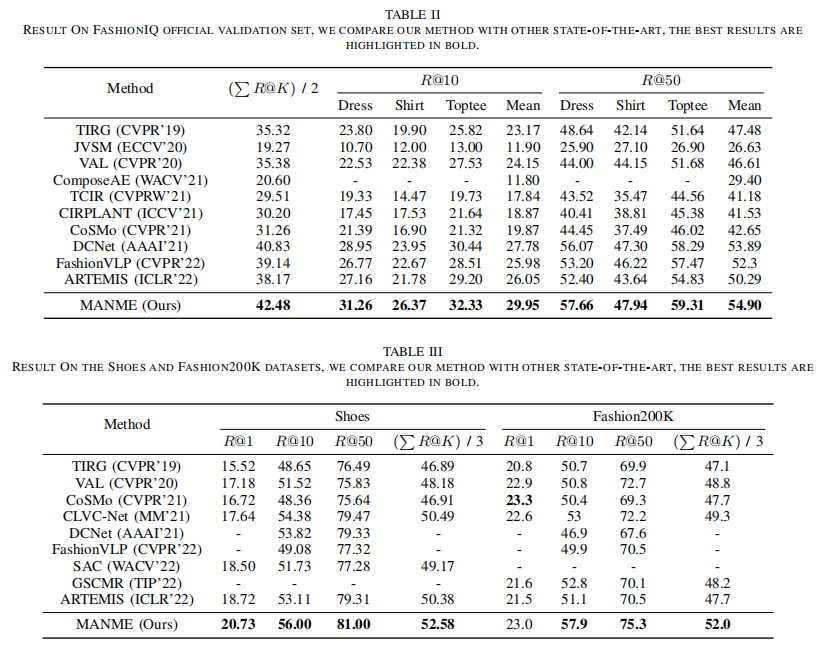 TABLE II
RESULT ON FASHIONIQ OFFICIAL VALIDATION SET, WE COMPARE OUR METHOD WITH OTHER STATE-OF-THE-ART, THE BEST RESULTS ARE
HIGHLIGHTED IN BOLD.
Method (∑ R@K) / 2 R@10 R@50
Dress Shirt Toptee Mean Dress Shirt Toptee Mean
TIRG (CVPR'19) 35.32 23.80 19.90 25.82 23.17 48.64 42.14 51.64 47.48
JVSM (ECCV'20) 19.27 10.70 12.00 13.00 11.90 25.90 27.10 26.90 26.63
VAL (CVPR'20) 35.38 22.53 22.38 27.53 24.15 44.00 44.15 51.68 46.61
ComposeAE (WACV'21) 20.60 - - - 11.80 - - - 29.40
TCIR (CVPRW'21) 29.51 19.33 14.47 19.73 17.84 43.52 35.47 44.56 41.18
CIRPLANT (ICCV'21) 30.20 17.45 17.53 21.64 18.87 40.41 38.81 45.38 41.53
CoSMo (CVPR'21) 31.26 21.39 16.90 21.32 19.87 44.45 37.49 46.02 42.65
DCNet (AAAI'21) 40.83 28.95 23.95 30.44 27.78 56.07 47.30 58.29 53.89
FashionVLP (CVPR'22) 39.14 26.77 22.67 28.51 25.98 53.20 46.22 57.47 52.3
ARTEMIS (ICLR'22) 38.17 27.16 21.78 29.20 26.05 52.40 43.64 54.83 50.29
MANME (Ours) 42.48 31.26 26.37 32.33 29.95 57.66 47.94 59.31 54.90
TABLE III
RESULT ON THE SHOES AND FASHION200K DATASETS, WE COMPARE OUR METHOD WITH OTHER STATE-OF-THE-ART, THE BEST RESULTS ARE
HIGHLIGHTED IN BOLD.
Method Shoes Fashion200K
R@1 R@10 R@50 (∑ R@K) / 3 R@1 R@10 R@50 (∑ R@K) / 3
TIRG (CVPR'19) 15.52 48.65 76.49 46.89 20.8 50.7 69.9 47.1
VAL (CVPR'20) 17.18 51.52 75.83 48.18 22.9 50.8 72.7 48.8
CoSMo (CVPR'21) 16.72 48.36 75.64 46.91 23.3 50.4 69.3 47.7
CLVC-Net (MM'21) 17.64 54.38 79.47 50.49 22.6 53 72.2 49.3
DCNet (AAAI'21) - 53.82 79.33 - - 46.9 67.6 -
FashionVLP (CVPR'22) - 49.08 77.32 - - 49.9 70.5 -
SAC (WACV'22) 18.50 51.73 77.28 49.17 - - - -
GSCMR (TIP'22) - - - - 21.6 52.8 70.1 48.2
ARTEMIS (ICLR'22) 18.72 53.11 79.31 50.38 21.5 51.1 70.5 47.7
MANME (Ours) 20.73 56.00 81.00 52.58 23.0 57.9 75.3 52.0